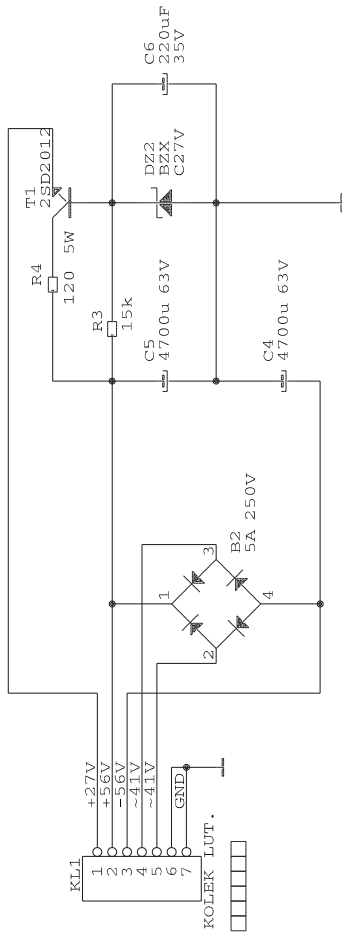 KL1
1
2
3
4
5
6
7
+27V
+56V
-56V
~41V
~41V
GND
KOLEK LUT.
1
2
3
4
B2
5A 250V
R4
120
5W
T1
2SD2012
R3
15k
C5
4700u 63V
C4
4700u 63V
DZ2
BZX
C27V
C6
220uF
35V